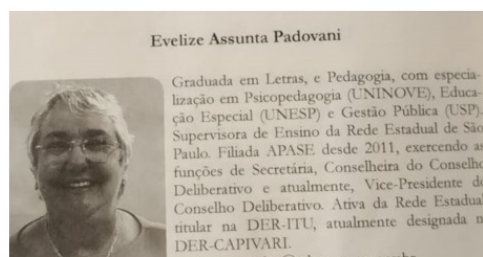 Evelize Assunta Padovani
Graduada em Letras, e Pedagogia, com especia-
lização em Psicopedagogia (UNINOVE), Educa-
ção Especial (UNESP) e Gestão Pública (USP).
Supervisora de Ensino da Rede Estadual de São
Paulo. Filiada APASE desde 2011, exercendo as
funções de Secretária, Conselheira do Conselho
Deliberativo e atualmente, Vice-Presidente do
Conselho Deliberativo. Ativa da Rede Estadual
titular na DER-ITU, atualmente designada n
DER-CAPIVARI.